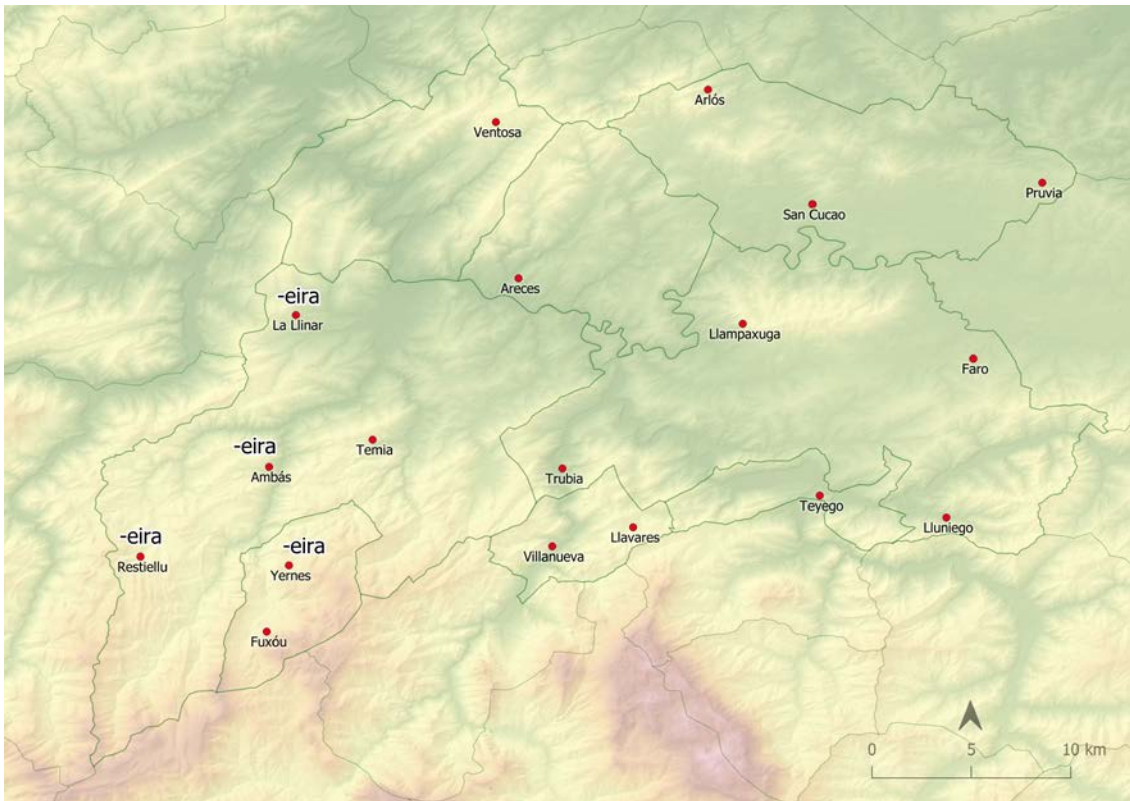 Arlós
Ventosa
Pruvia
San Cucao
Areces
-eira
La Llinar
Llampaxuga
Faro
-eira
Temia
Ambás
Trubia
Teyego
Lluniego
-eira
-eira
Llavares
Villanueva
Restiellu
Yernes
Fuxóu
0 5 10 km